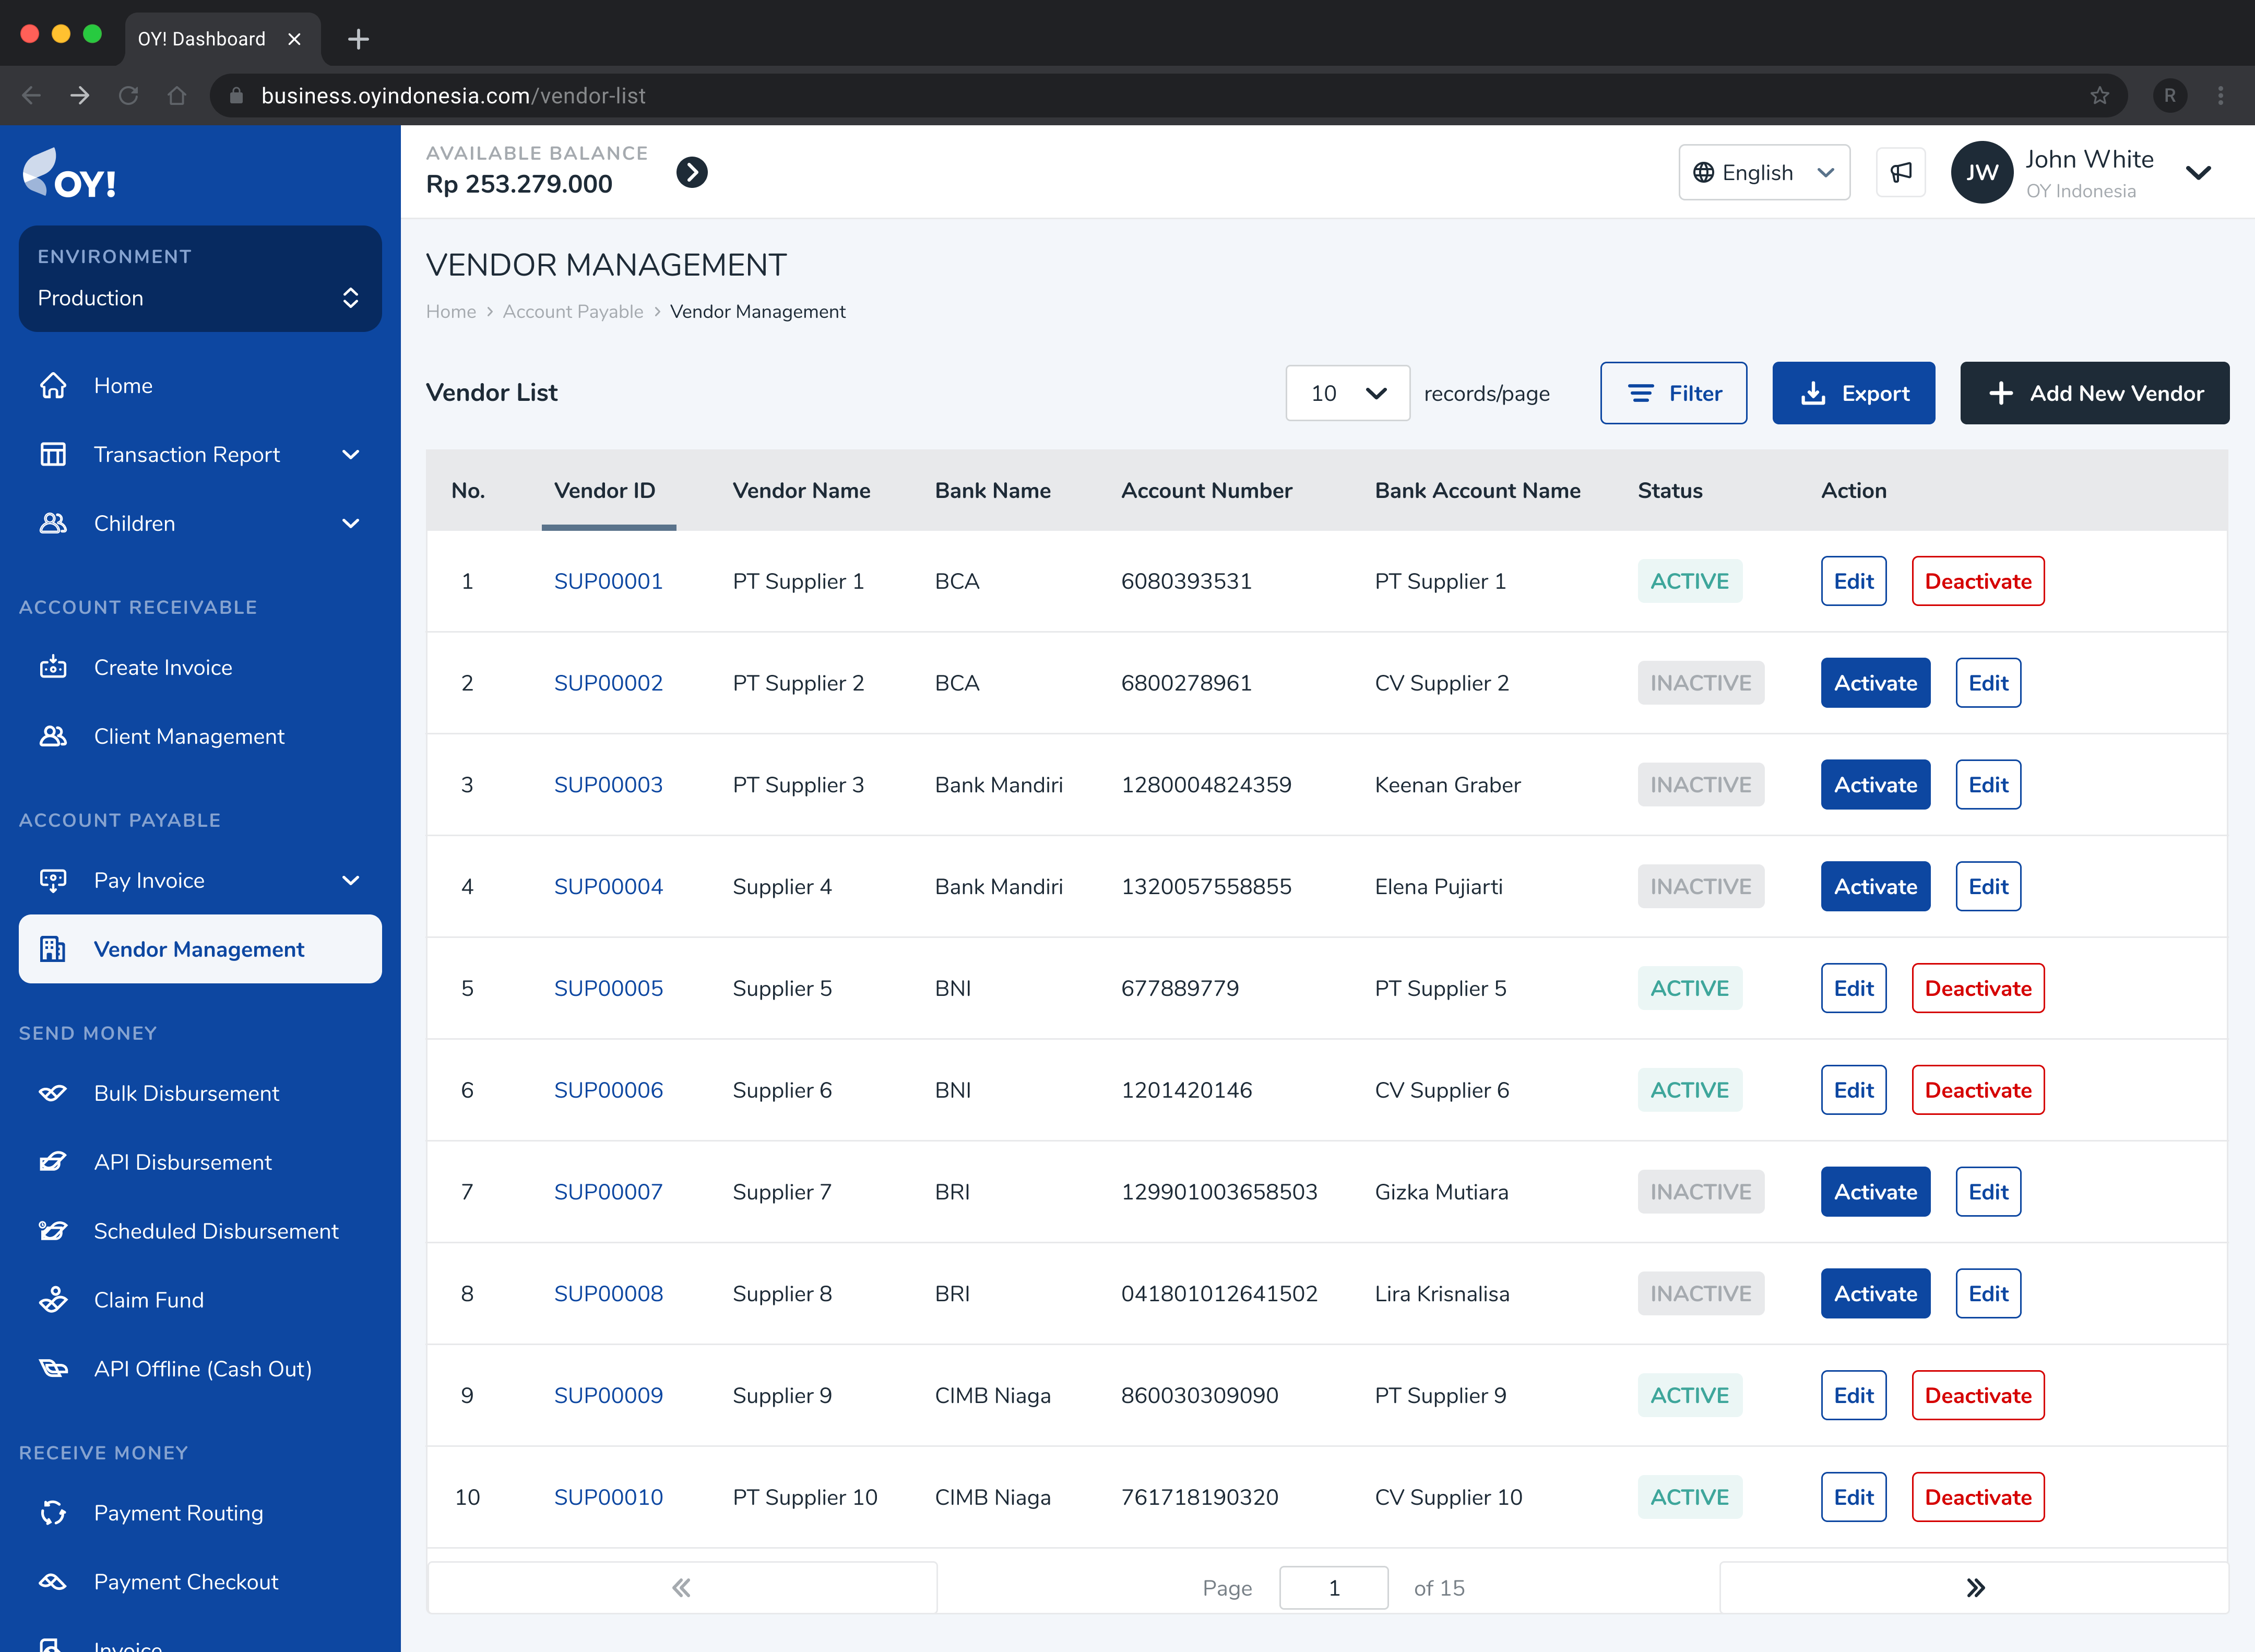 OY! Dashboard
business.oyindonesia.com/vendor-list
R
OY!
ENVIRONMENT
Production
Home
Transaction Report
Children
ACCOUNT RECEIVABLE
Create Invoice
Client Management
ACCOUNT PAYABLE
Pay Invoice
Vendor Management
SEND MONEY
Bulk Disbursement
API Disbursement
Scheduled Disbursement
Claim Fund
API Offline (Cash Out)
RECEIVE MONEY
Payment Routing
Payment Checkout
Invoice
AVAILABLE BALANCE
Rp 253.279.000
English
JW
John White
OY Indonesia
VENDOR MANAGEMENT
Home > Account Payable > Vendor Management
Vendor List
10 records/page
Filter
Export
Add New Vendor
No. Vendor ID Vendor Name Bank Name Account Number Bank Account Name Status Action
1 SUP00001 PT Supplier 1 BCA 6080393531 PT Supplier 1 ACTIVE Edit Deactivate
2 SUP00002 PT Supplier 2 BCA 6800278961 CV Supplier 2 INACTIVE Activate Edit
3 SUP00003 PT Supplier 3 Bank Mandiri 1280004824359 Keenan Graber INACTIVE Activate Edit
4 SUP00004 Supplier 4 Bank Mandiri 1320057558855 Elena Pujiarti INACTIVE Activate Edit
5 SUP00005 Supplier 5 BNI 677889779 PT Supplier 5 ACTIVE Edit Deactivate
6 SUP00006 Supplier 6 BNI 1201420146 CV Supplier 6 ACTIVE Edit Deactivate
7 SUP00007 Supplier 7 BRI 129901003658503 Gizka Mutiara INACTIVE Activate Edit
8 SUP00008 Supplier 8 BRI 041801012641502 Lira Krisnalisa INACTIVE Activate Edit
9 SUP00009 Supplier 9 CIMB Niaga 860030309090 PT Supplier 9 ACTIVE Edit Deactivate
10 SUP00010 PT Supplier 10 CIMB Niaga 761718190320 CV Supplier 10 ACTIVE Edit Deactivate
Page 1 of 15